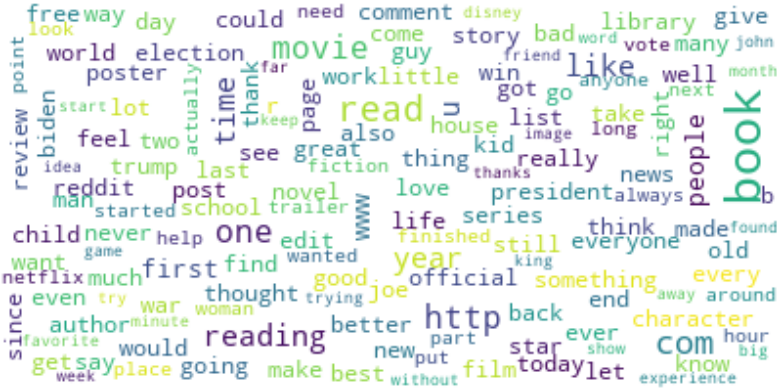 free way day could need comment disney library give
look come story bad word many john
world election movie guy friend vote
poster far like anyone well month
review point biden start lot actually time thank r keep page work little win got go next
read u list take right people book
feel two also house image long
see great kid really
idea trump last fiction thing thanks news
reddit post novel love president always b
man started school trailer www life series think made found
child never help one edit finished still everyone old
want game first find wanted year king
netflix much good joe official something every
since even try war woman thought trying end away around
author minute reading better http back character
favorite would new put part star ever show com hour big
get say place going make best without film today let know
week experience